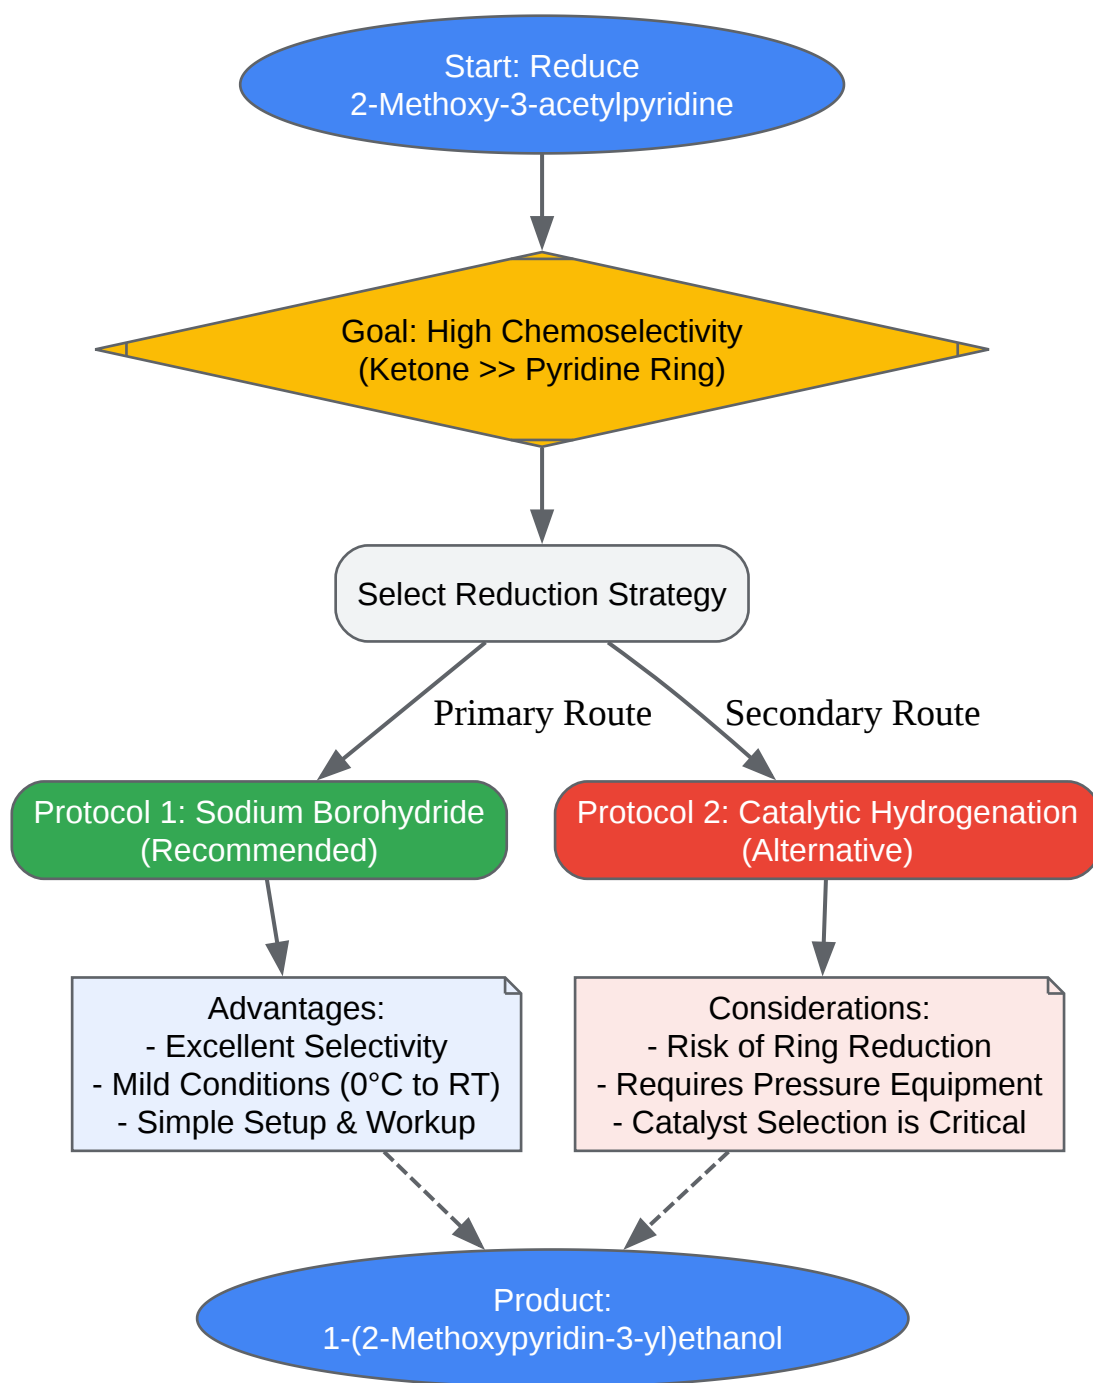 Start: Reduce
2-Methoxy-3-acetylpyridine
Goal: High Chemoselectivity
(Ketone >> Pyridine Ring)
Select Reduction Strategy
Primary Route
Secondary Route
Protocol 1: Sodium Borohydride
(Recommended)
Protocol 2: Catalytic Hydrogenation
(Alternative)
Advantages:
- Excellent Selectivity
- Mild Conditions (0°C to RT)
- Simple Setup & Workup
Considerations:
- Risk of Ring Reduction
- Requires Pressure Equipment
- Catalyst Selection is Critical
Product:
1-(2-Methoxypyridin-3-yl)ethanol